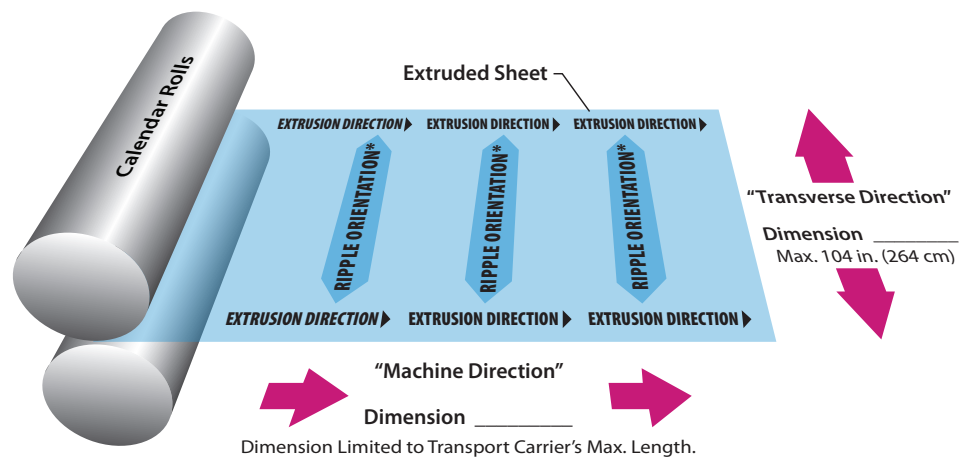 Calendar Rolls
Extruded Sheet
EXTRUSION DIRECTION EXTRUSION DIRECTION EXTRUSION DIRECTION
RIPPLE ORIENTATION*
RIPPLE ORIENTATION*
RIPPLE ORIENTATION*
EXTRUSION DIRECTION EXTRUSION DIRECTION EXTRUSION DIRECTION
“Transverse Direction”
Dimension _________
Max. 104 in. (264 cm)
“Machine Direction”
Dimension _________
Dimension Limited to Transport Carrier’s Max. Length.